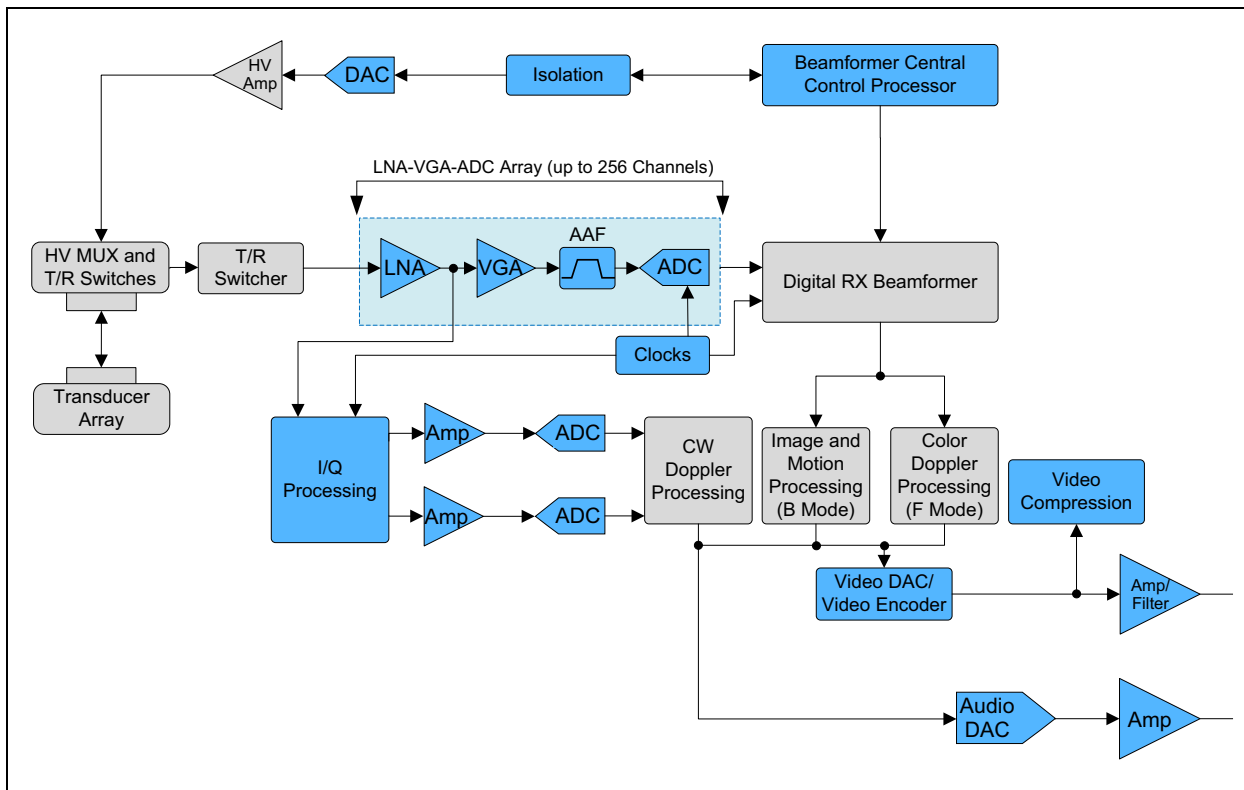 HV
Amp
DAC
Isolation
Beamformer Central
Control Processor
LNA-VGA-ADC Array (up to 256 Channels)
HV MUX and
T/R Switches
T/R
Switcher
LNA
VGA
AAF
ADC
Digital RX Beamformer
Clocks
Transducer
Array
I/Q
Processing
Amp
ADC
Amp
ADC
CW
Doppler
Processing
Image and
Motion
Processing
(B Mode)
Color
Doppler
Processing
(F Mode)
Video
Compression
Video DAC/
Video Encoder
Amp/
Filter
Audio
DAC
Amp